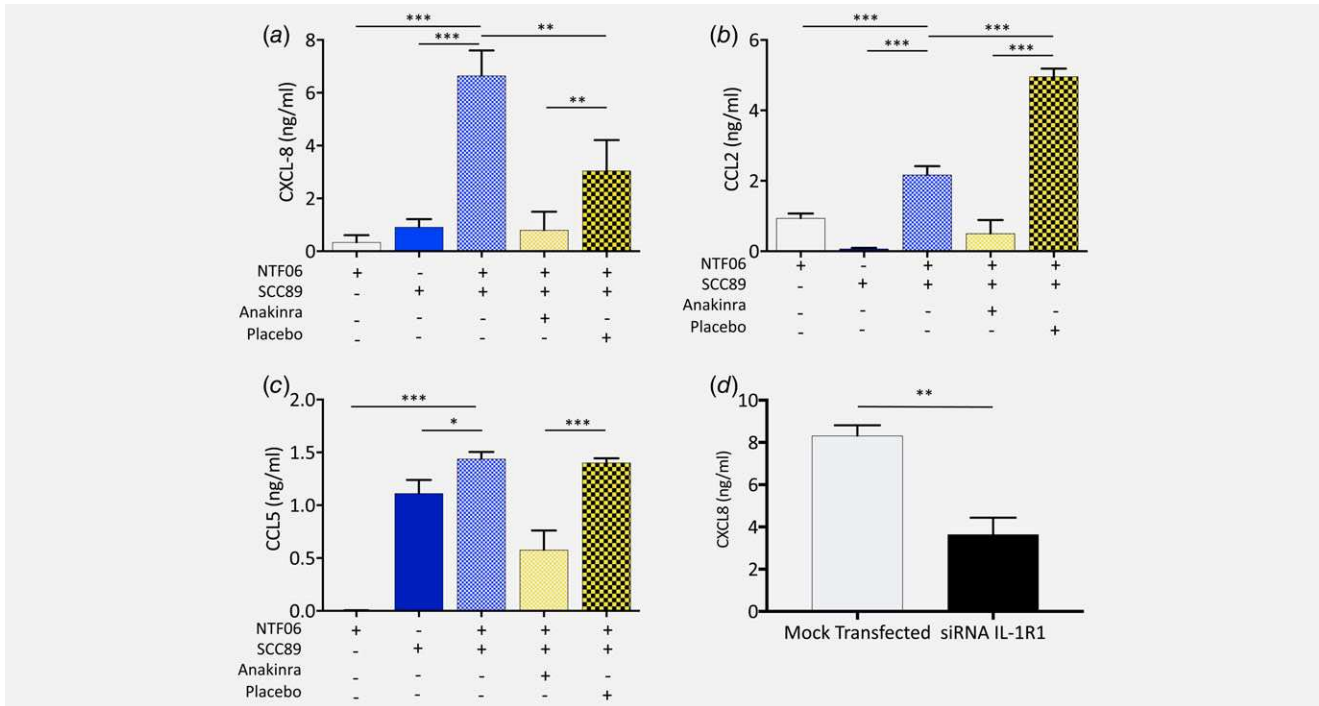 (a)
*** **
***
**
8
6
4
2
0
CXCL-8 (ng/ml)
NTF06 + - + + +
SCC89 - + + + +
Anakinra - - - + -
Placebo - - - - +
(b)
*** ***
*** ***
6
4
2
0
CCL2 (ng/ml)
NTF06 + - + + +
SCC89 - + + + +
Anakinra - - - + -
Placebo - - - - +
(c)
***
* ***
2.0
1.5
1.0
0.5
0.0
CCL5 (ng/ml)
NTF06 + - + + +
SCC89 - + + + +
Anakinra - - - + -
Placebo - - - - +
(d)
**
10
8
6
4
2
0
CXCL8 (ng/ml)
Mock Transfected siRNA IL-1R1